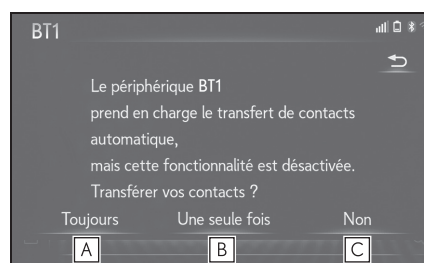 BT1
Le périphérique BT1
prend en charge le transfert de contacts
automatique,
mais cette fonctionnalité est désactivée.
Transférer vos contacts ?
Toujours Une seule fois Non
A B C